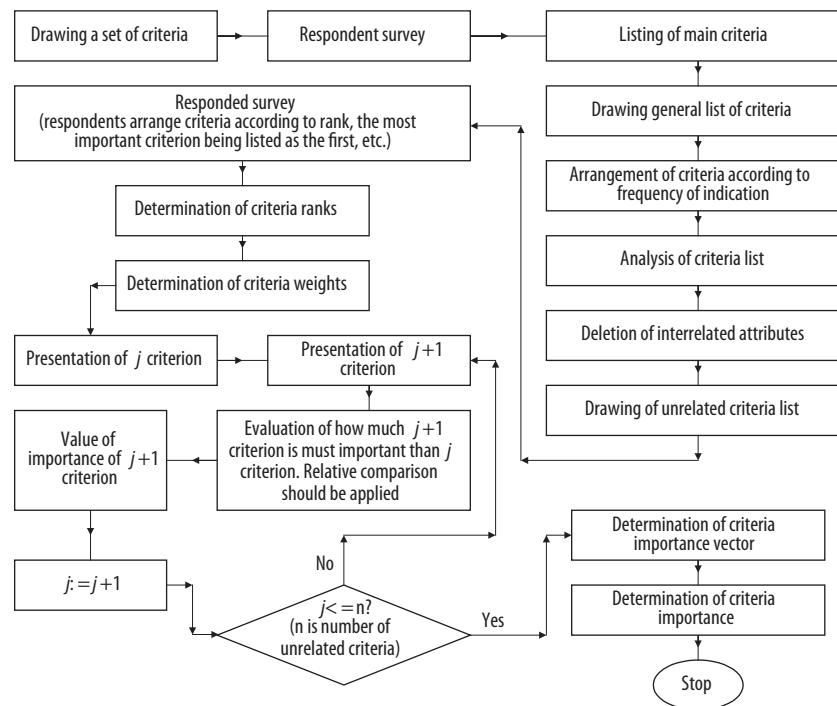 Drawing a set of criteria
Respondent survey
Listing of main criteria
Drawing general list of criteria
Arrangement of criteria according to
frequency of indication
Analysis of criteria list
Deletion of interrelated attributes
Drawing of unrelated criteria list
Responded survey
(respondents arrange criteria according to rank, the most
important criterion being listed as the first, etc.)
Determination of criteria ranks
Determination of criteria weights
Presentation of j criterion
Presentation of j+1
criterion
Evaluation of how much j+1
criterion is must important than j
criterion. Relative comparison
should be applied
Value of
importance of j+1
criterion
j:=j+1
j<=n?
(n is number of
unrelated criteria)
No
Yes
Determination of criteria
importance vector
Determination of criteria
importance
Stop